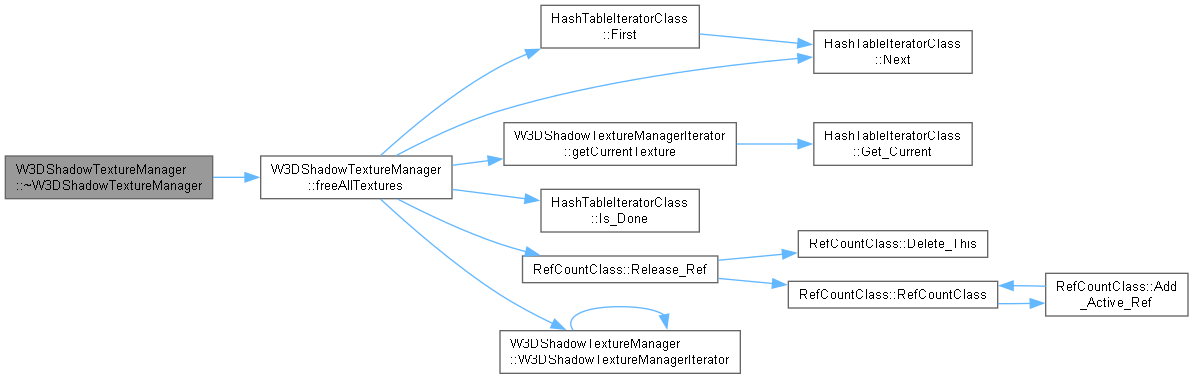 W3DShadowTextureManager
::~W3DShadowTextureManager
W3DShadowTextureManager
::freeAllTextures
HashTableIteratorClass
::First
HashTableIteratorClass
::Next
W3DShadowTextureManagerIterator
::getCurrentTexture
HashTableIteratorClass
::Get_Current
HashTableIteratorClass
::Is_Done
RefCountClass::Release_Ref
RefCountClass::Delete_This
RefCountClass::RefCountClass
RefCountClass::Add
_Active_Ref
W3DShadowTextureManager
::W3DShadowTextureManagerIterator